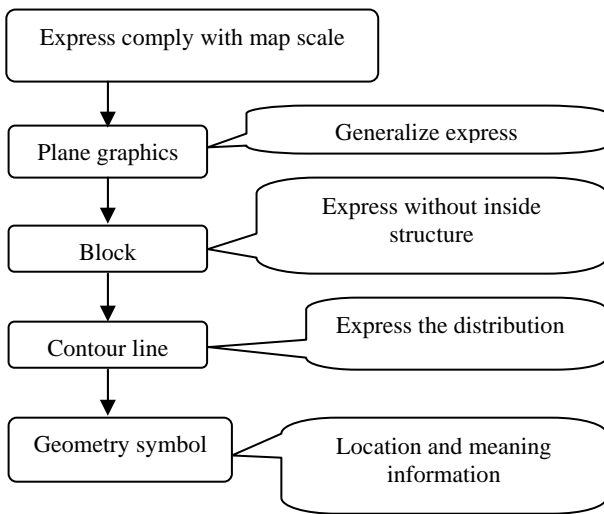 Express comply with map scale
Plane graphics
Generalize express
Block
Express without inside
structure
Contour line
Express the distribution
Geometry symbol
Location and meaning
information